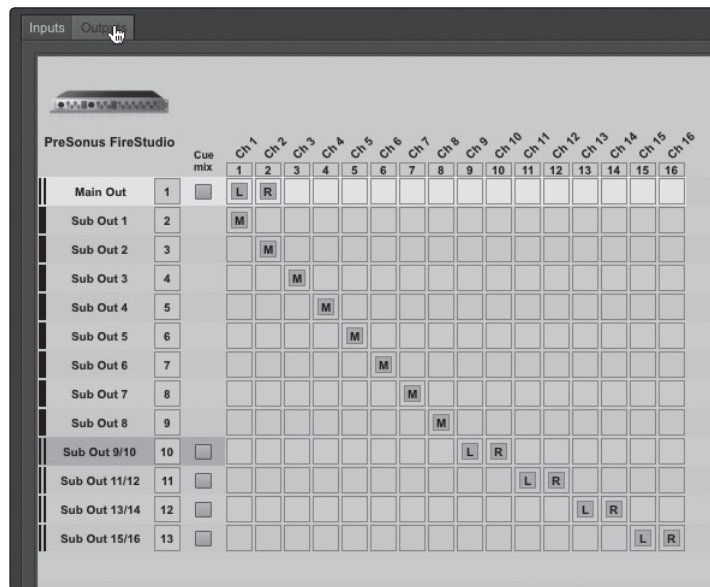 Inputs Outputs
PreSonus FireStudio
Cue mix
Ch 1 Ch 2 Ch 3 Ch 4 Ch 5 Ch 6 Ch 7 Ch 8 Ch 9 Ch 10 Ch 11 Ch 12 Ch 13 Ch 14 Ch 15 Ch 16
1 2 3 4 5 6 7 8 9 10 11 12 13 14 15 16
Main Out 1 L R
Sub Out 1 2 M
Sub Out 2 3 M
Sub Out 3 4 M
Sub Out 4 5 M
Sub Out 5 6 M
Sub Out 6 7 M
Sub Out 7 8 M
Sub Out 8 9 M
Sub Out 9/10 10 L R
Sub Out 11/12 11 L R
Sub Out 13/14 12 L R
Sub Out 15/16 13 L R